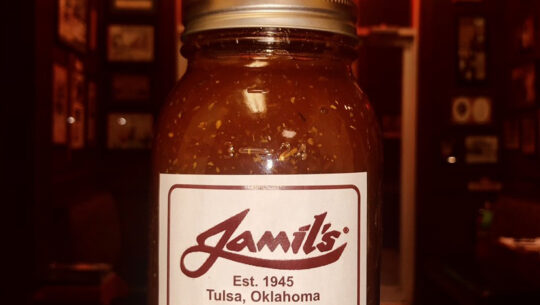 Jamil's®
Est. 1945
Tulsa, Oklahoma